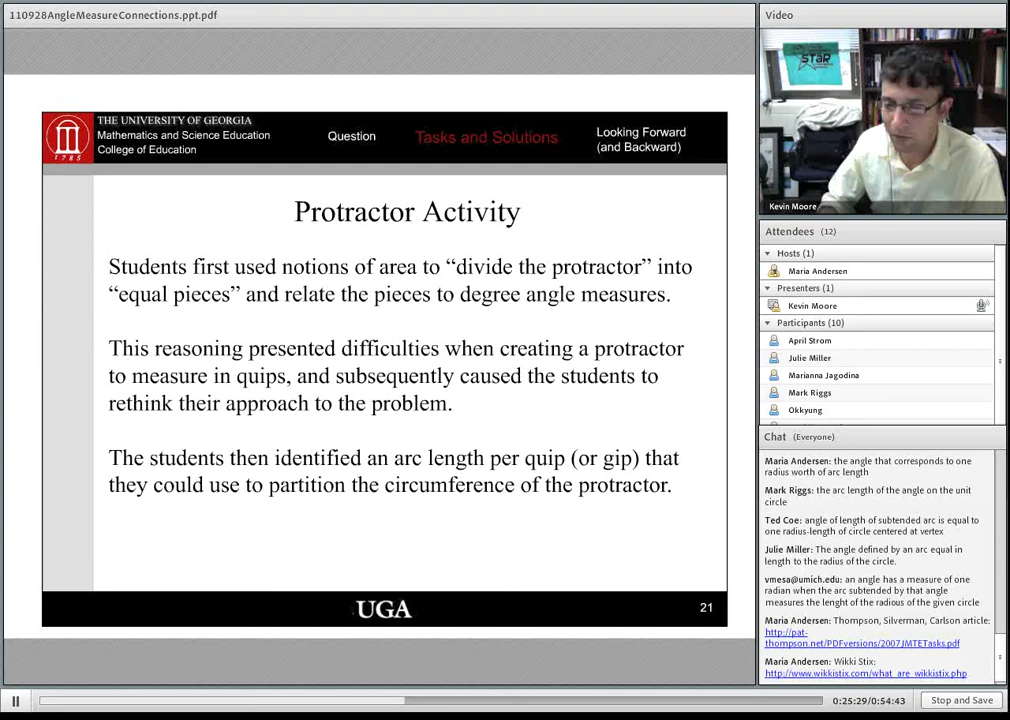 110928AngleMeasureConnections.ppt.pdf
THE UNIVERSITY OF GEORGIA
Mathematics and Science Education
College of Education
1785
Question
Tasks and Solutions
Looking Forward
(and Backward)
Protractor Activity
Students first used notions of area to “divide the protractor” into
“equal pieces” and relate the pieces to degree angle measures.
This reasoning presented difficulties when creating a protractor
to measure in quips, and subsequently caused the students to
rethink their approach to the problem.
The students then identified an arc length per quip (or gip) that
they could use to partition the circumference of the protractor.
UGA
21
Video
STaR
Kevin Moore
Attendees (12)
Hosts (1)
Maria Andersen
Presenters (1)
Kevin Moore
Participants (10)
April Strom
Julie Miller
Marianna Jagodina
Mark Riggs
Okkyung
Chat (Everyone)
Maria Andersen: the angle that corresponds to one
radius worth of arc length
Mark Riggs: the arc length of the angle on the unit
circle
Ted Coe: angle of length of subtended arc is equal to
one radius-length of circle centered at vertex
Julie Miller: The angle defined by an arc equal in
length to the radius of the circle.
vmesa@umich.edu: an angle has a measure of one
radian when the arc subtended by that angle
measures the lenght of the radious of the given circle
Maria Andersen: Thompson, Silverman, Carlson article:
http://pat-
thompson.net/PDFversions/2007JMTETasks.pdf
Maria Andersen: Wikki Stix:
http://www.wikkistix.com/what_are_wikkistix.php
0:25:29/0:54:43
Stop and Save